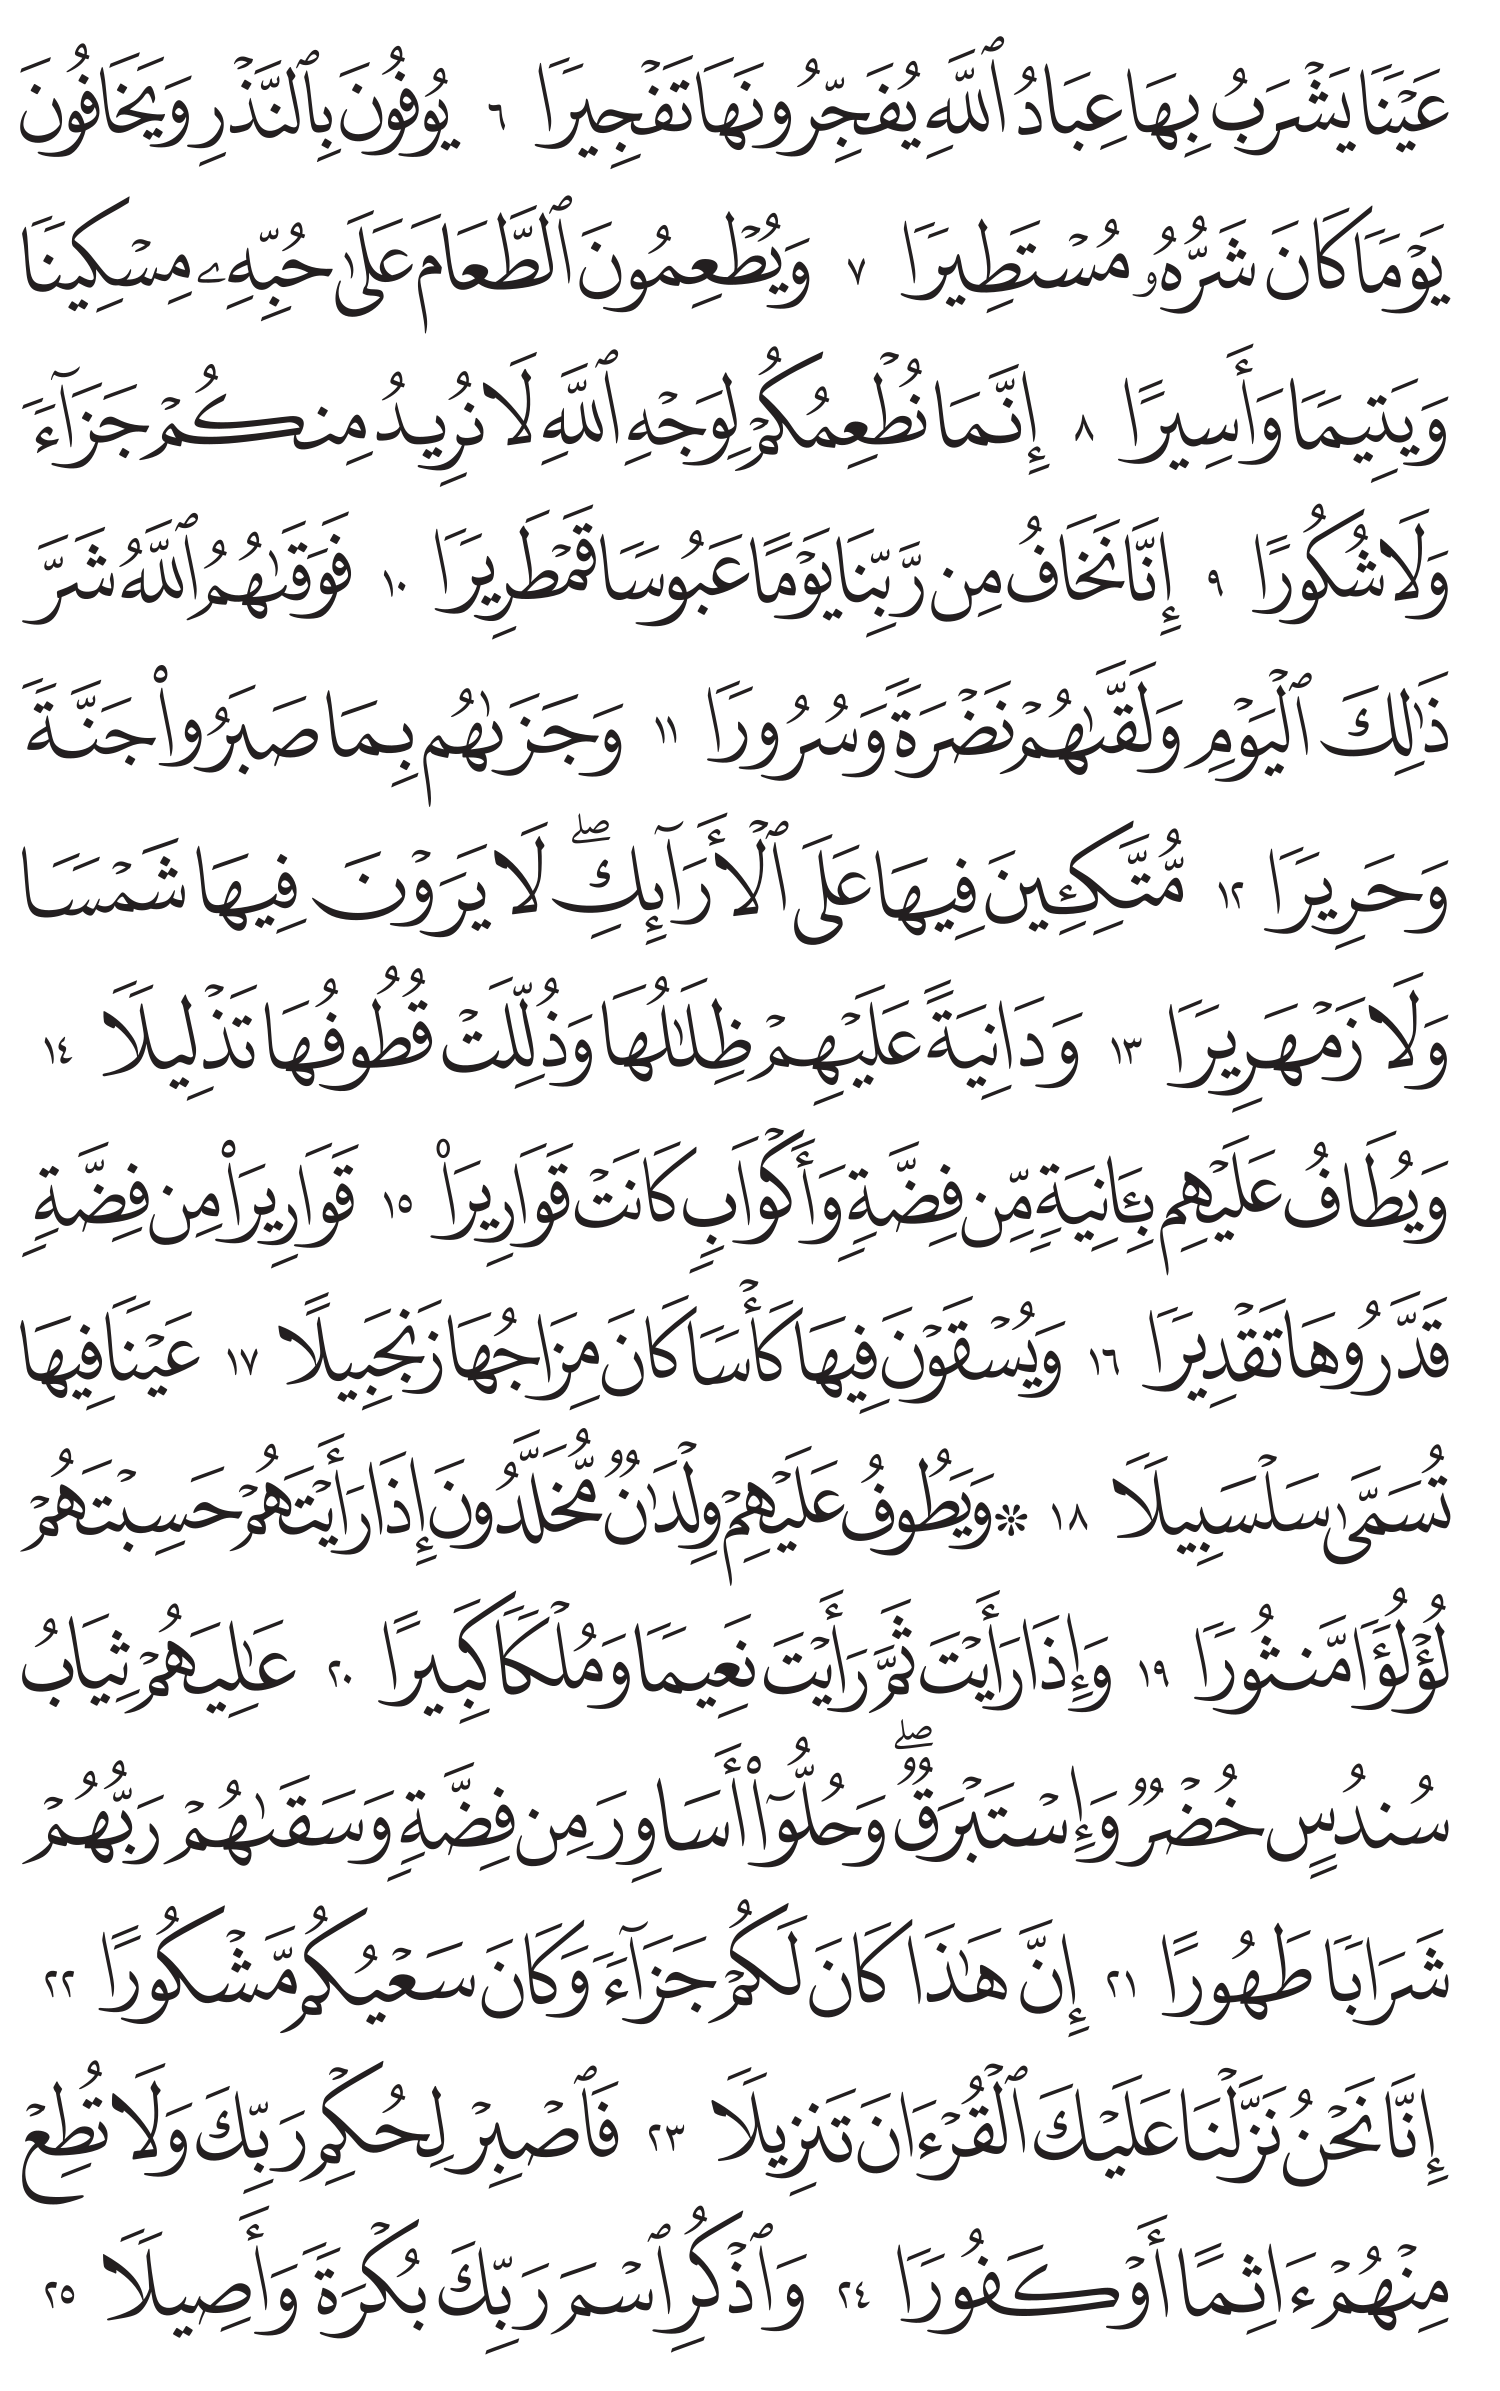 عَيْنًا يَشْرَبُ بِهَا عِبَادُ ٱللَّهِ يُفَجِّرُونَهَا تَفْجِيرًا ٦ يُوفُونَ بِٱلنَّذْرِ وَيَخَافُونَ
يَوْمًا كَانَ شَرُّهُۥ مُسْتَطِيرًا ٧ وَيُطْعِمُونَ ٱلطَّعَامَ عَلَىٰ حُبِّهِۦ مِسْكِينًا
وَيَتِيمًا وَأَسِيرًا ٨ إِنَّمَا نُطْعِمُكُمْ لِوَجْهِ ٱللَّهِ لَا نُرِيدُ مِنكُمْ جَزَآءً
وَلَا شُكُورًا ٩ إِنَّا نَخَافُ مِن رَّبِّنَا يَوْمًا عَبُوسًا قَمْطَرِيرًا ١٠ فَوَقَىٰهُمُ ٱللَّهُ شَرَّ
ذَٰلِكَ ٱلْيَوْمِ وَلَقَّىٰهُمْ نَضْرَةً وَسُرُورًا ١١ وَجَزَىٰهُم بِمَا صَبَرُوا۟ جَنَّةً
وَحَرِيرًا ١٢ مُّتَّكِـِٔينَ فِيهَا عَلَى ٱلْأَرَآئِكِ ۖ لَا يَرَوْنَ فِيهَا شَمْسًا
وَلَا زَمْهَرِيرًا ١٣ وَدَانِيَةً عَلَيْهِمْ ظِلَـٰلُهَا وَذُلِّلَتْ قُطُوفُهَا تَذْلِيلًا ١٤
وَيُطَافُ عَلَيْهِم بِـَٔانِيَةٍ مِّن فِضَّةٍ وَأَكْوَابٍ كَانَتْ قَوَارِيرَا۠ ١٥ قَوَارِيرَا۟ مِن فِضَّةٍ
قَدَّرُوهَا تَقْدِيرًا ١٦ وَيُسْقَوْنَ فِيهَا كَأْسًا كَانَ مِزَاجُهَا زَنجَبِيلًا ١٧ عَيْنًا فِيهَا
تُسَمَّىٰ سَلْسَبِيلًا ١٨ ۞ وَيَطُوفُ عَلَيْهِمْ وِلْدَٰنٌ مُّخَلَّدُونَ إِذَا رَأَيْتَهُمْ حَسِبْتَهُمْ
لُؤْلُؤًا مَّنثُورًا ١٩ وَإِذَا رَأَيْتَ ثَمَّ رَأَيْتَ نَعِيمًا وَمُلْكًا كَبِيرًا ٢٠ عَـٰلِيَهُمْ ثِيَابُ
سُندُسٍ خُضْرٌ وَإِسْتَبْرَقٌ ۖ وَحُلُّوٓا۟ أَسَاوِرَ مِن فِضَّةٍ وَسَقَىٰهُمْ رَبُّهُمْ
شَرَابًا طَهُورًا ٢١ إِنَّ هَـٰذَا كَانَ لَكُمْ جَزَآءً وَكَانَ سَعْيُكُم مَّشْكُورًا ٢٢
إِنَّا نَحْنُ نَزَّلْنَا عَلَيْكَ ٱلْقُرْءَانَ تَنزِيلًا ٢٣ فَٱصْبِرْ لِحُكْمِ رَبِّكَ وَلَا تُطِعْ
مِنْهُمْ ءَاثِمًا أَوْ كَفُورًا ٢٤ وَٱذْكُرِ ٱسْمَ رَبِّكَ بُكْرَةً وَأَصِيلًا ٢٥